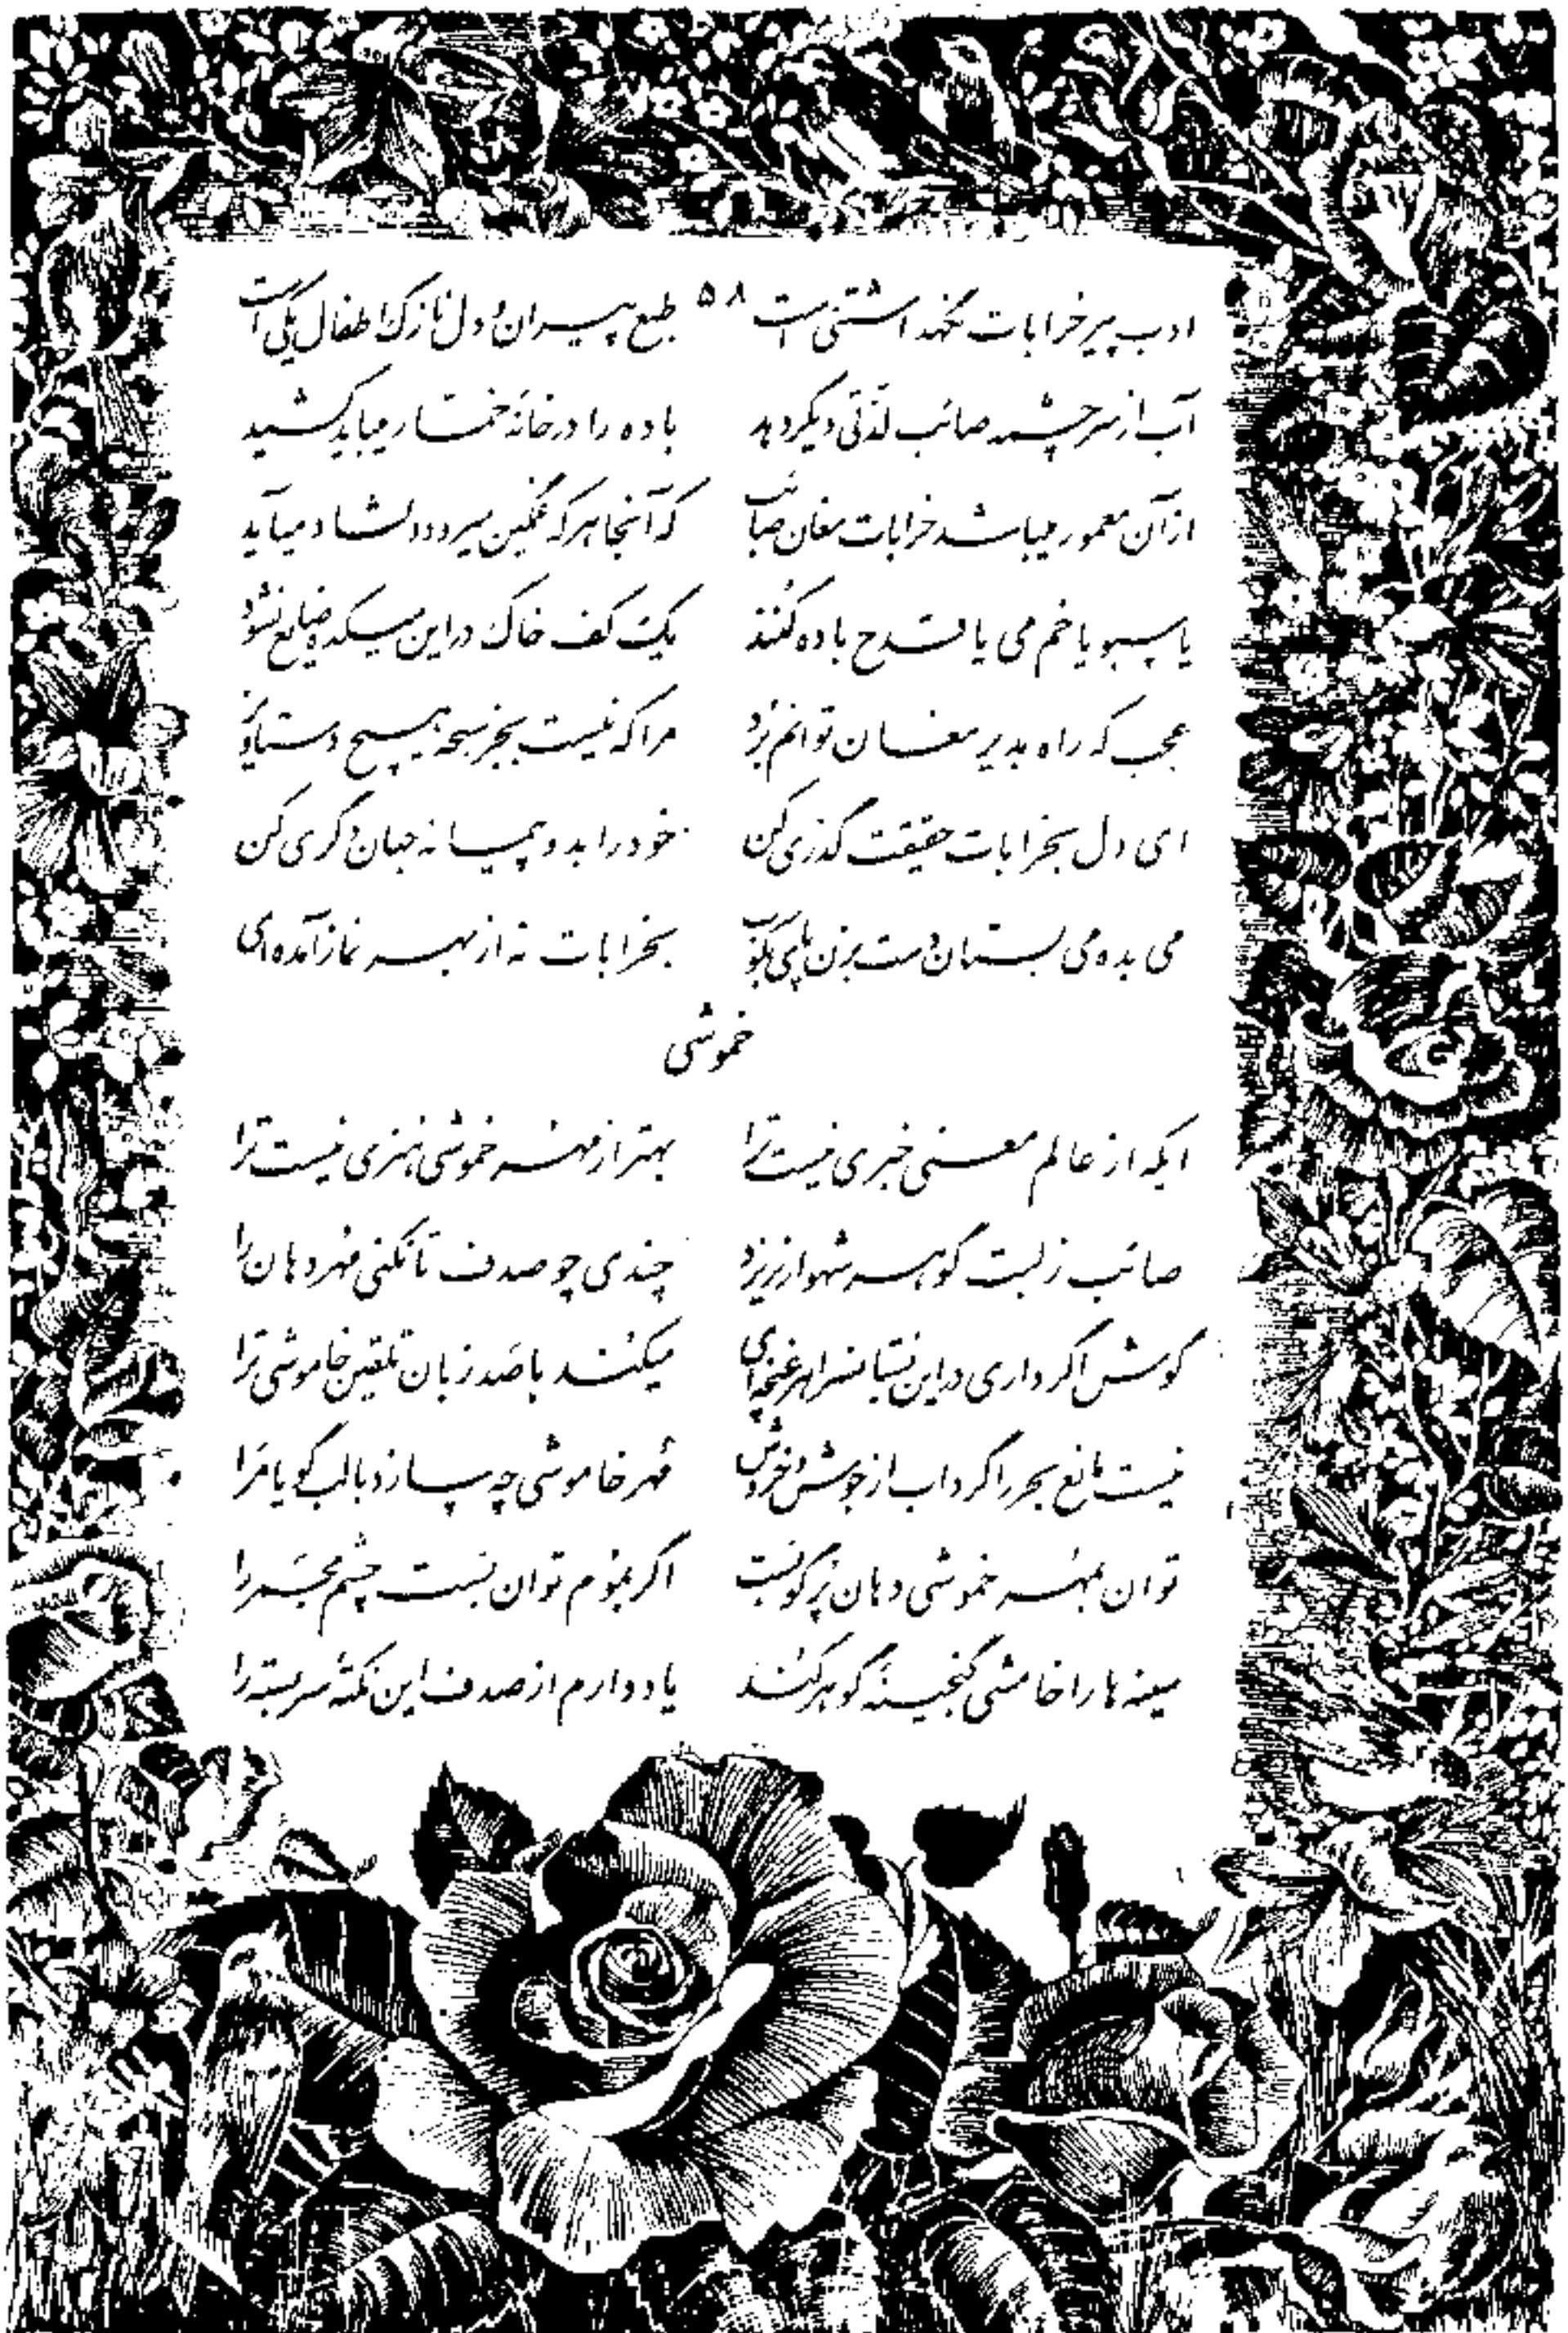 ادب پیر خرابات نگهداشتنی است ۵۸ طبع پیران و دل نازک اطفال یکی است
آب از سرچشمه صائب لذّتی دیگر دهد باده را در خانهٔ خمّار میباید کشید
از آن معمور میباشد خرابات مغان صائب که آنجا هر که غمگین میرود دلشاد میآید
یا سبو یا خم می یا قدح باده کنند یک کف خاک در این میکده ضایع نشود
عجب که راه بدیر مغان توانم برد مرا که نیست بجز سبحه هیچ دستاویز
ای دل بخرابات حقیقت گذری کن خود را بدو پیمانه جهان دگری کن
می بده می بستان دست بزن پای بکوب بخرابات نه از بهر نماز آمده‌ای
خموشی
ایکه از عالم معنی خبری نیست ترا بهتر از مهر خموشی هنری نیست ترا
صائب ز لبت گوهر شهوار نریزد چندی چو صدف تا نکنی مهر دهان را
گوش اگر داری در این بستانسرا هر غنچه‌ای میکند با صد زبان تلقین خاموشی ترا
نیست مانع بحر را گرداب از جوش و خروش مهر خاموشی چه سازد با لب گویا مرا
توان بمهر خموشی دهان پرگو بست اگر بموم توان بست چشم مجمر را
سینه‌ها را خامشی گنجینهٔ گوهر کند یاد دارم از صدف این نکتهٔ سربسته را